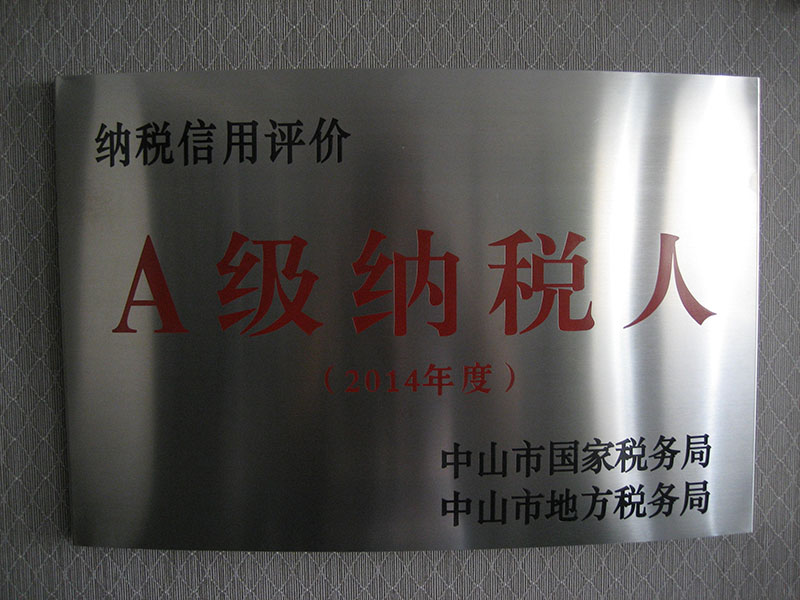 纳税信用评价
A级纳税人
（2014年度）
中山市国家税务局
中山市地方税务局